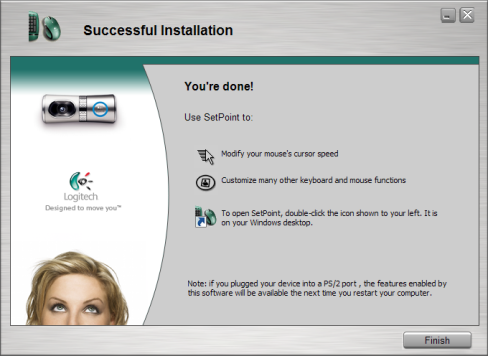 Successful Installation
You're done!
Use SetPoint to:
Modify your mouse's cursor speed
Customize many other keyboard and mouse functions
To open SetPoint, double-click the icon shown to your left. It is
on your Windows desktop.
Logitech
Designed to move you™
Note: if you plugged your device into a PS/2 port , the features enabled by
this software will be available the next time you restart your computer.
Finish